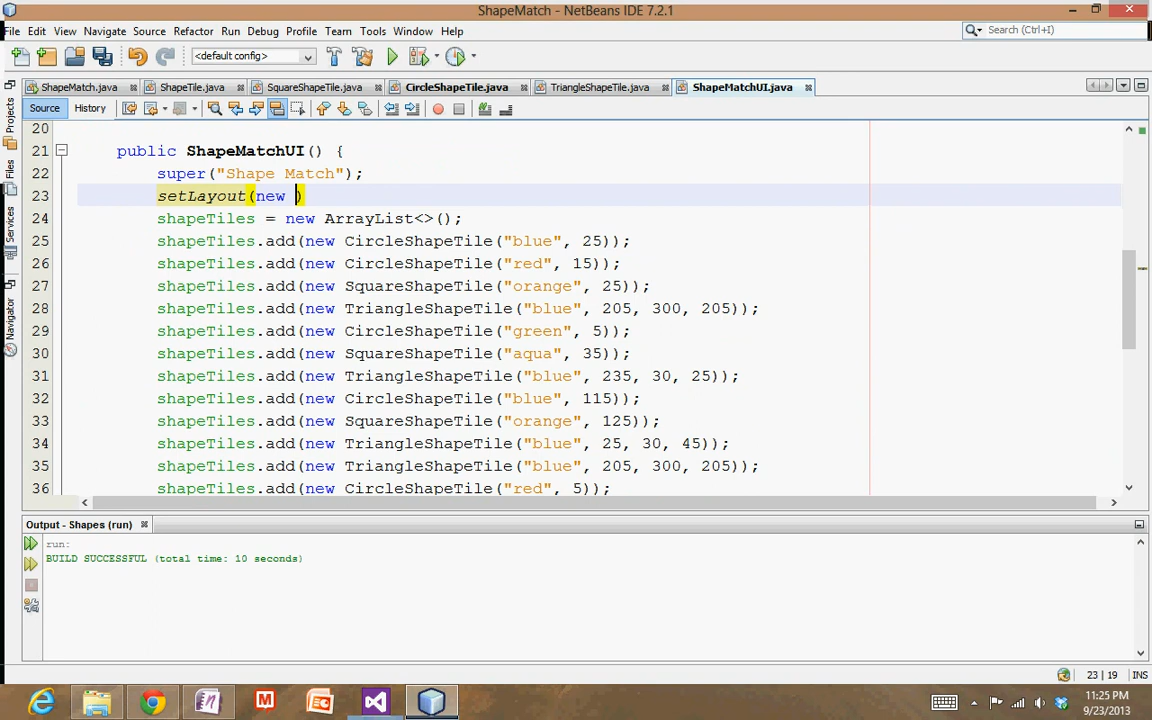 ShapeMatch - NetBeans IDE 7.2.1
File Edit View Navigate Source Refactor Run Debug Profile Team Tools Window Help
Search (Ctrl+I)
<default config>
ShapeMatch.java ShapeTile.java SquareShapeTile.java CircleShapeTile.java TriangleShapeTile.java ShapeMatchUI.java
Source History
Projects
Files
Services
Navigator
20
21 public ShapeMatchUI() {
22 super("Shape Match");
23 setLayout(new )
24 shapeTiles = new ArrayList<>();
25 shapeTiles.add(new CircleShapeTile("blue", 25));
26 shapeTiles.add(new CircleShapeTile("red", 15));
27 shapeTiles.add(new SquareShapeTile("orange", 25));
28 shapeTiles.add(new TriangleShapeTile("blue", 205, 300, 205));
29 shapeTiles.add(new CircleShapeTile("green", 5));
30 shapeTiles.add(new SquareShapeTile("aqua", 35));
31 shapeTiles.add(new TriangleShapeTile("blue", 235, 30, 25));
32 shapeTiles.add(new CircleShapeTile("blue", 115));
33 shapeTiles.add(new SquareShapeTile("orange", 125));
34 shapeTiles.add(new TriangleShapeTile("blue", 25, 30, 45));
35 shapeTiles.add(new TriangleShapeTile("blue", 205, 300, 205));
36 shapeTiles.add(new CircleShapeTile("red", 5));
Output - Shapes (run)
run:
BUILD SUCCESSFUL (total time: 10 seconds)
23 | 19 INS
11:25 PM
9/23/2013